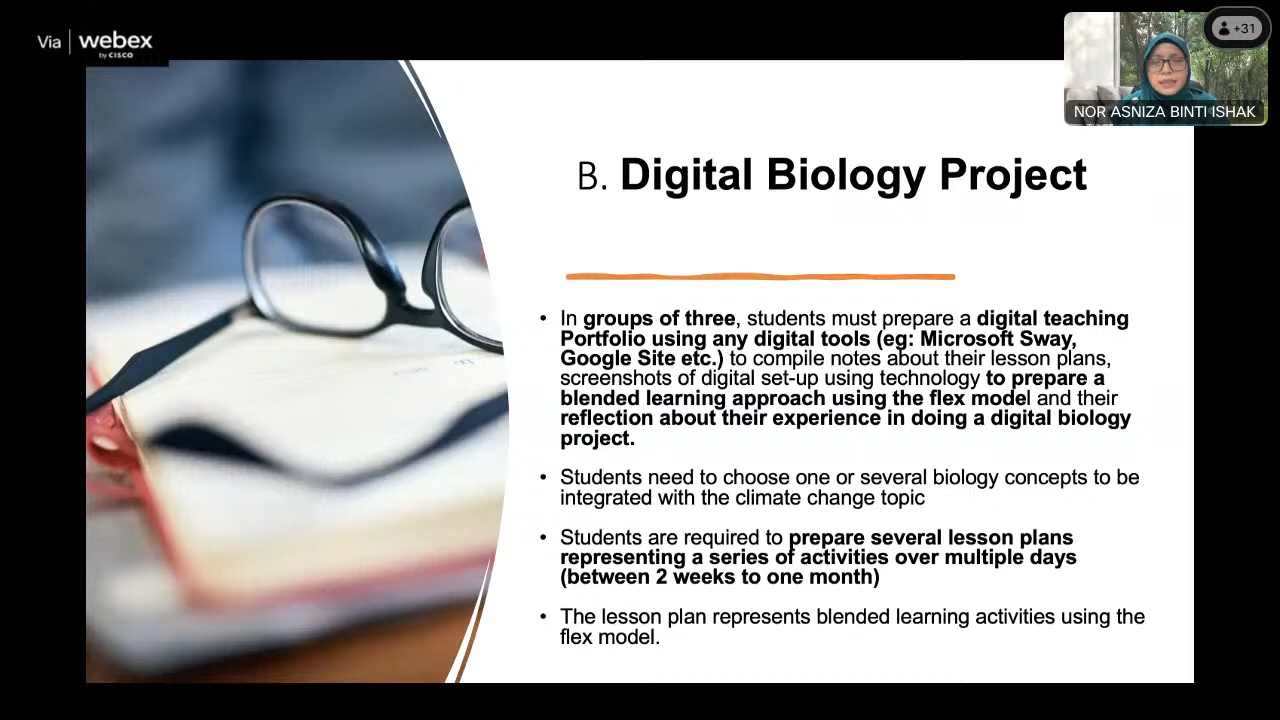 Via | webex
by CISCO
+31
NOR ASNIZA BINTI ISHAK
B. Digital Biology Project
• In groups of three, students must prepare a digital teaching
Portfolio using any digital tools (eg: Microsoft Sway,
Google Site etc.) to compile notes about their lesson plans,
screenshots of digital set-up using technology to prepare a
blended learning approach using the flex model and their
reflection about their experience in doing a digital biology
project.
• Students need to choose one or several biology concepts to be
integrated with the climate change topic
• Students are required to prepare several lesson plans
representing a series of activities over multiple days
(between 2 weeks to one month)
• The lesson plan represents blended learning activities using the
flex model.